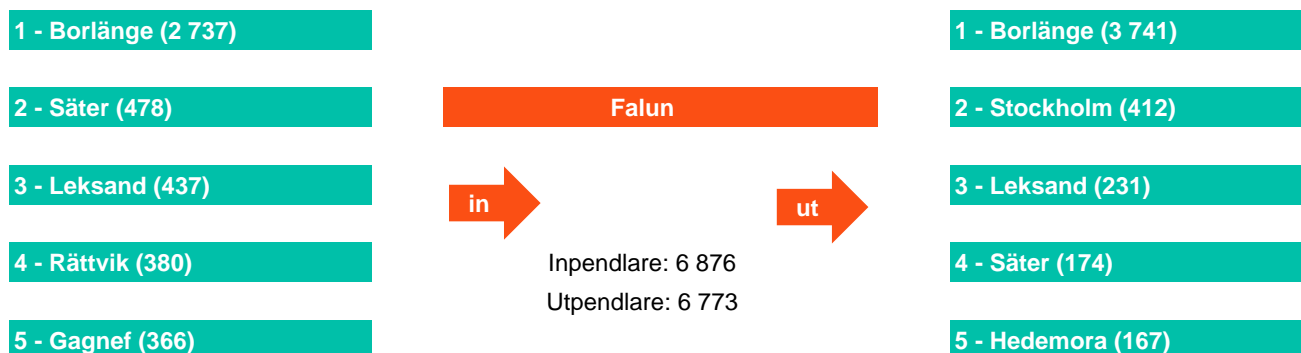 1 - Borlänge (2 737)
2 - Säter (478)
3 - Leksand (437)
4 - Rättvik (380)
5 - Gagnef (366)
Falun
in
ut
Inpendlare: 6 876
Utpendlare: 6 773
1 - Borlänge (3 741)
2 - Stockholm (412)
3 - Leksand (231)
4 - Säter (174)
5 - Hedemora (167)